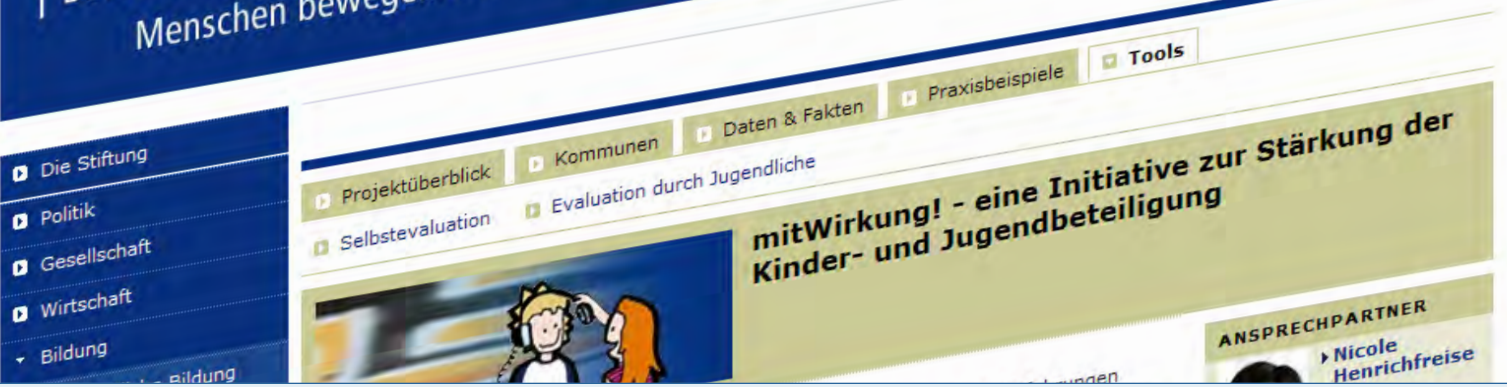 Menschen
Die Stiftung
Politik
Gesellschaft
Wirtschaft
Bildung
Bildung
Projektüberblick
Kommunen
Daten & Fakten
Praxisbeispiele
Tools
Selbstevaluation
Evaluation durch Jugendliche
mitWirkung! - eine Initiative zur Stärkung der
Kinder- und Jugendbeteiligung
ANSPRECHPARTNER
Nicole
Henrichfreise